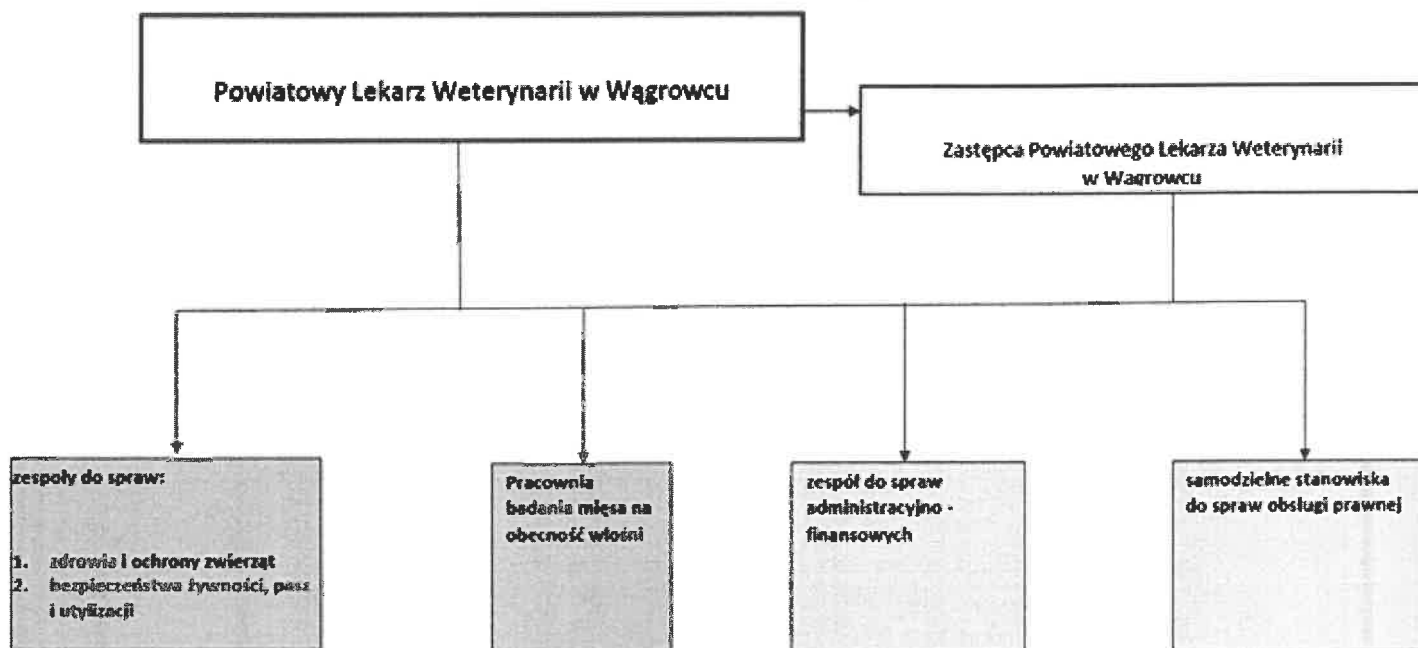 Powiatowy Lekarz Weterynarii w Wągrowcu
Zastępca Powiatowego Lekarza Weterynarii
w Wągrowcu
zespoły do spraw:
1. zdrowia i ochrony zwierząt
2. bezpieczeństwa żywności, pasz
i utylizacji
Pracownia
badania mięsa na
obecność włośni
zespół do spraw
administracyjno -
finansowych
samodzielne stanowiska
do spraw obsługi prawnej